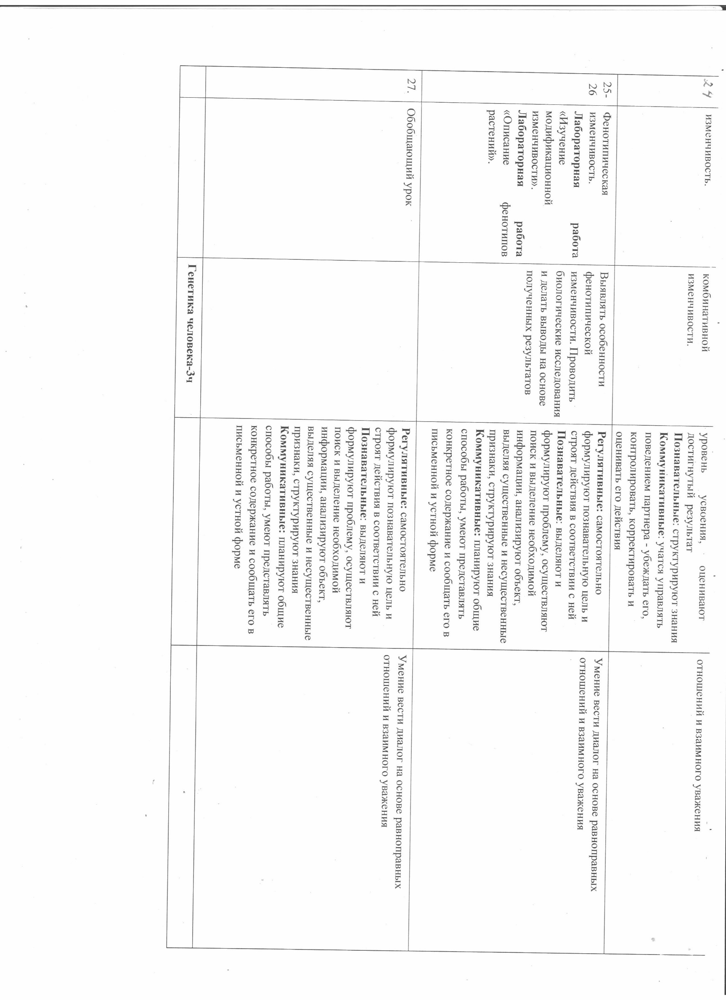 24
изменчивость.
комбинативной
изменчивости.
уровень усвоения, оценивают
достигнутый результат
Познавательные: структурируют знания
Коммуникативные: учатся управлять
поведением партнера - убеждать его,
контролировать, корректировать и
оценивать его действия
отношений и взаимного уважения
25-
26
Фенотипическая
изменчивость.
Лабораторная работа
«Изучение
модификационной
изменчивости».
Лабораторная работа
«Описание фенотипов
растений».
Выявлять особенности
фенотипической
изменчивости. Проводить
биологические исследования
и делать выводы на основе
полученных результатов
Регулятивные: самостоятельно
формулируют познавательную цель и
строят действия в соответствии с ней
Познавательные: выделяют и
формулируют проблему, осуществляют
поиск и выделение необходимой
информации, анализируют объект,
выделяя существенные и несущественные
признаки, структурируют знания
Коммуникативные: планируют общие
способы работы, умеют представлять
конкретное содержание и сообщать его в
письменной и устной форме
Умение вести диалог на основе равноправных
отношений и взаимного уважения
27.
Обобщающий урок
Регулятивные: самостоятельно
формулируют познавательную цель и
строят действия в соответствии с ней
Познавательные: выделяют и
формулируют проблему, осуществляют
поиск и выделение необходимой
информации, анализируют объект,
выделяя существенные и несущественные
признаки, структурируют знания
Коммуникативные: планируют общие
способы работы, умеют представлять
конкретное содержание и сообщать его в
письменной и устной форме
Умение вести диалог на основе равноправных
отношений и взаимного уважения
Генетика человека-3ч